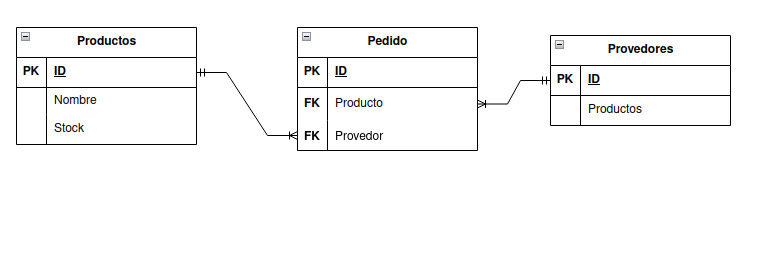 Productos
PK ID
Nombre
Stock
Pedido
PK ID
FK Producto
FK Provedor
Provedores
PK ID
Productos